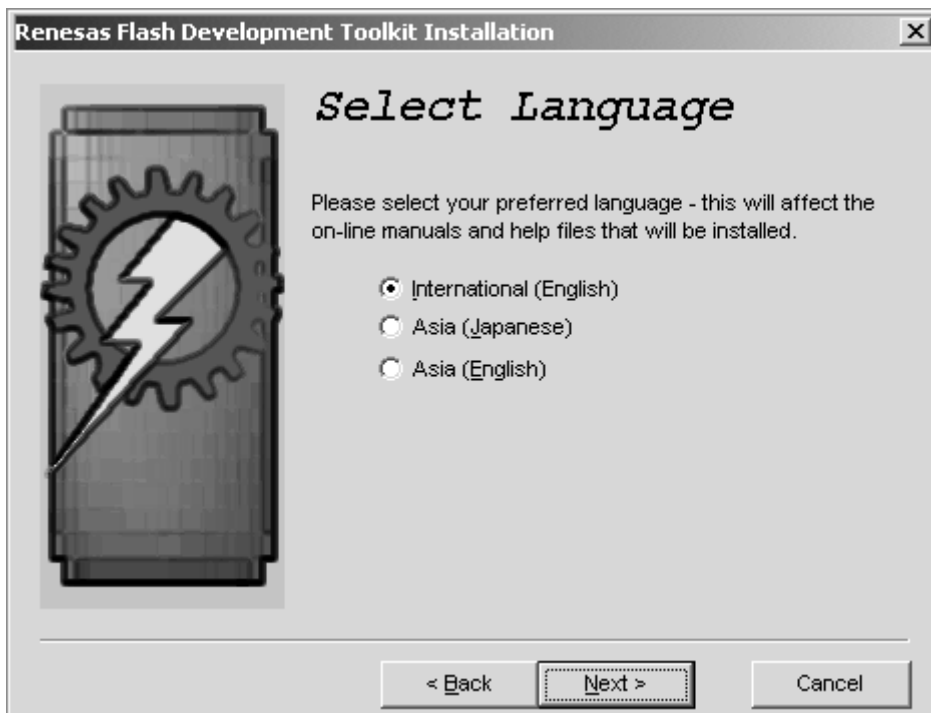 Renesas Flash Development Toolkit Installation
Select Language
Please select your preferred language - this will affect the
on-line manuals and help files that will be installed.
International (English)
Asia (Japanese)
Asia (English)
< Back
Next >
Cancel